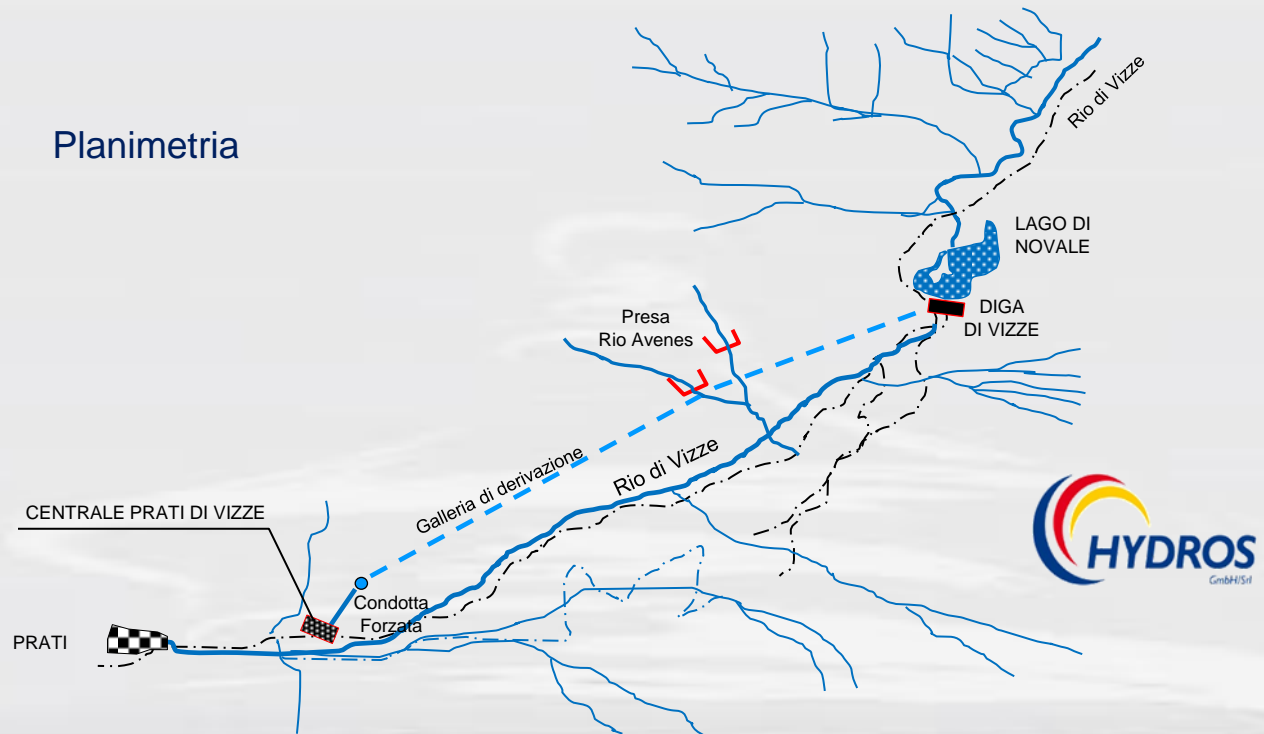 Planimetria
Rio di Vizze
LAGO DI
NOVALE
DIGA
DI VIZZE
Presa
Rio Avenes
Rio di Vizze
Galleria di derivazione
CENTRALE PRATI DI VIZZE
Condotta
Forzata
PRATI
HYDROS
GmbH/Srl